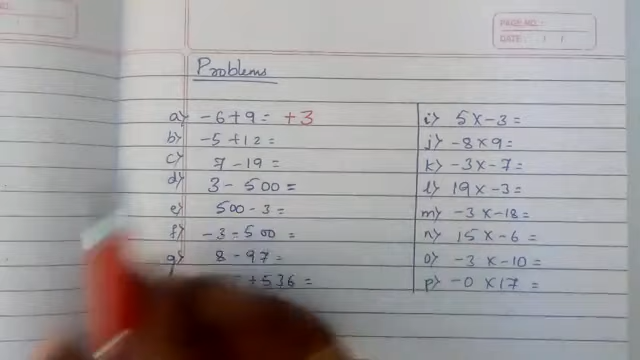 PAGE NO.:
DATE: / /
Problems
a) -6+9= +3
b) -5+12=
c) 7-19=
d) 3-500=
e) 500-3=
f) -3-500=
g) 8-97=
+536=
i) 5x-3=
j) -8x9=
k) -3x-7=
l) 19x-3=
m) -3x-18=
n) 15x-6=
o) -3x-10=
p) -0x17=